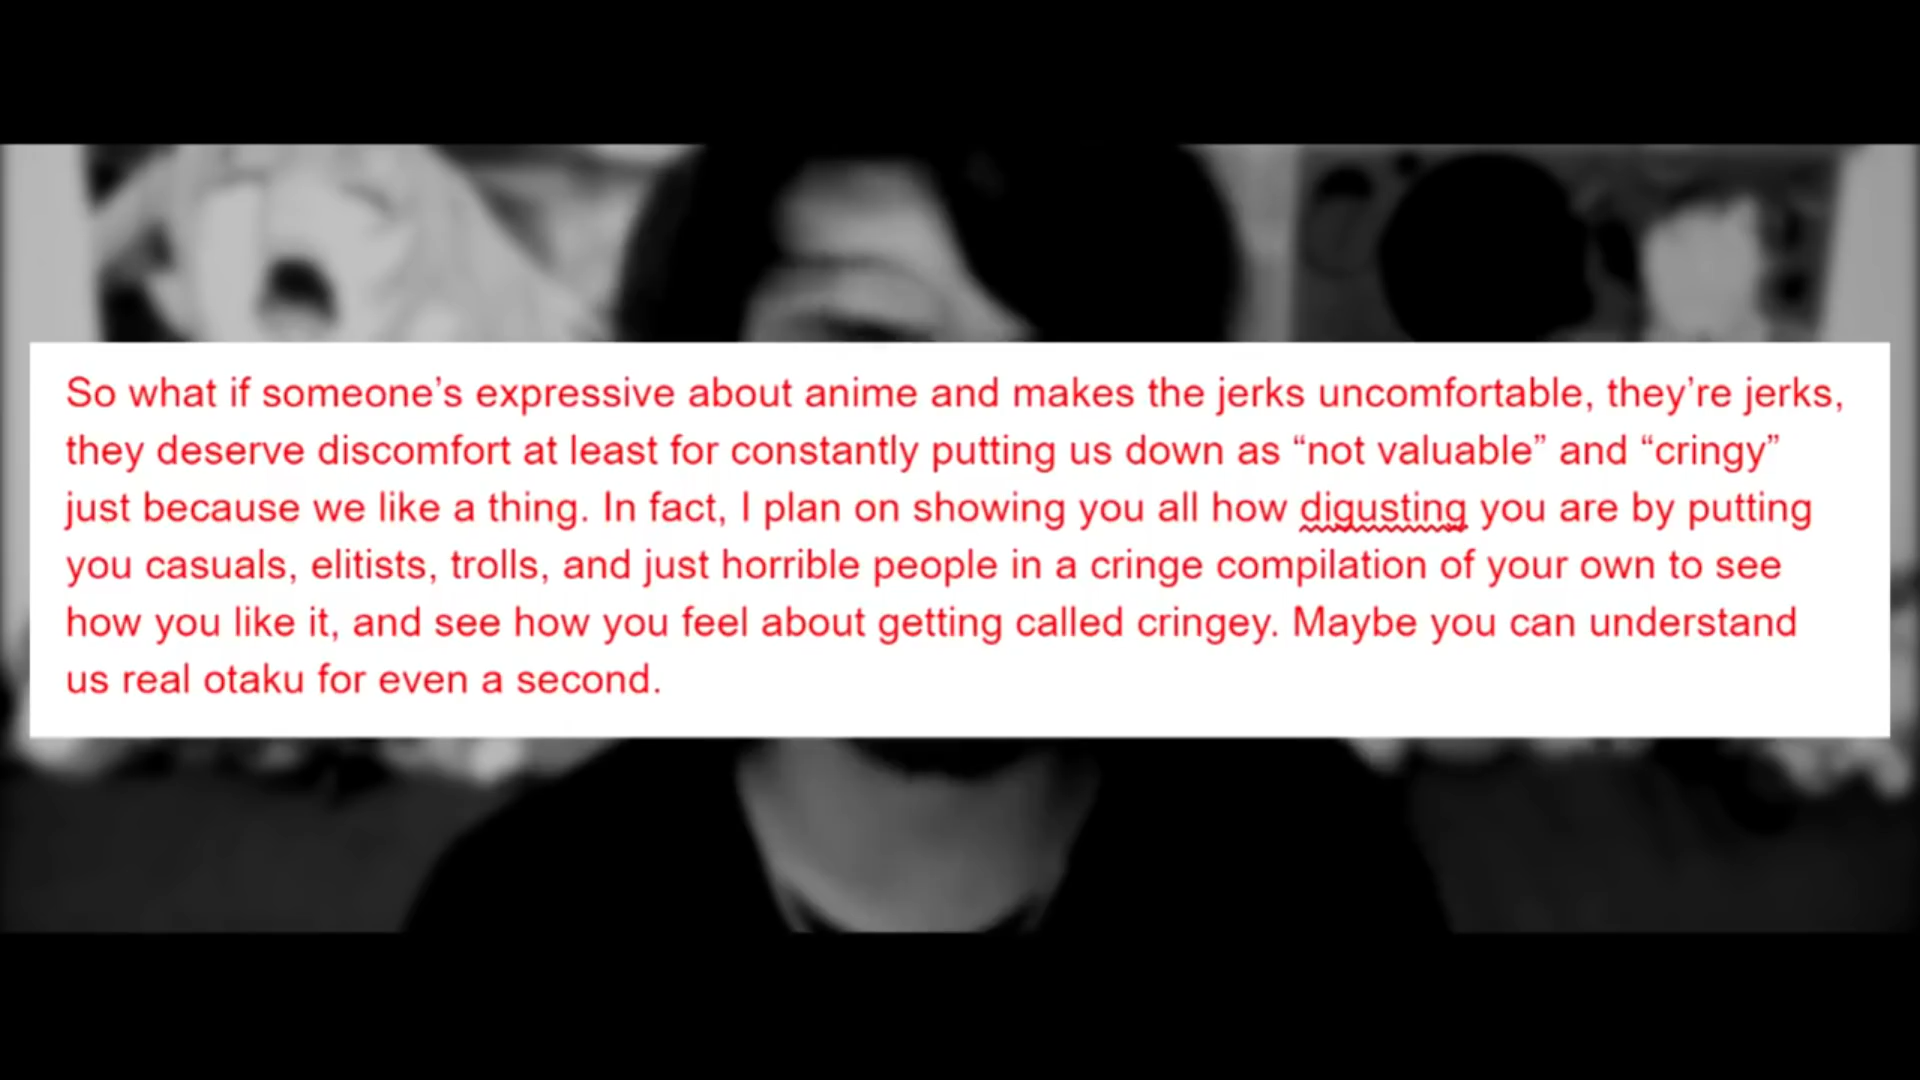 So what if someone’s expressive about anime and makes the jerks uncomfortable, they’re jerks,
they deserve discomfort at least for constantly putting us down as “not valuable” and “cringy”
just because we like a thing. In fact, I plan on showing you all how digusting you are by putting
you casuals, elitists, trolls, and just horrible people in a cringe compilation of your own to see
how you like it, and see how you feel about getting called cringey. Maybe you can understand
us real otaku for even a second.